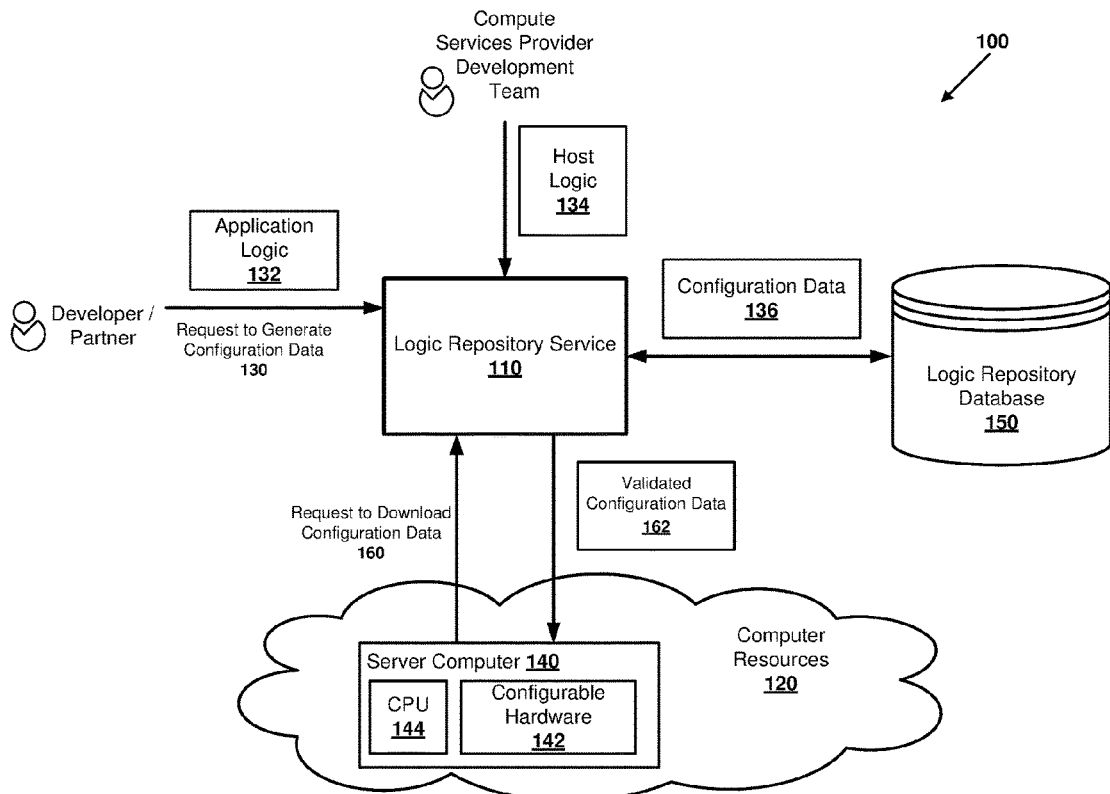 Compute
Services Provider
Development
Team
100
Host
Logic
134
Application
Logic
132
Developer /
Partner
Request to Generate
Configuration Data
130
Logic Repository Service
110
Configuration Data
136
Logic Repository
Database
150
Request to Download
Configuration Data
160
Validated
Configuration Data
162
Computer
Resources
120
Server Computer 140
CPU
144
Configurable
Hardware
142